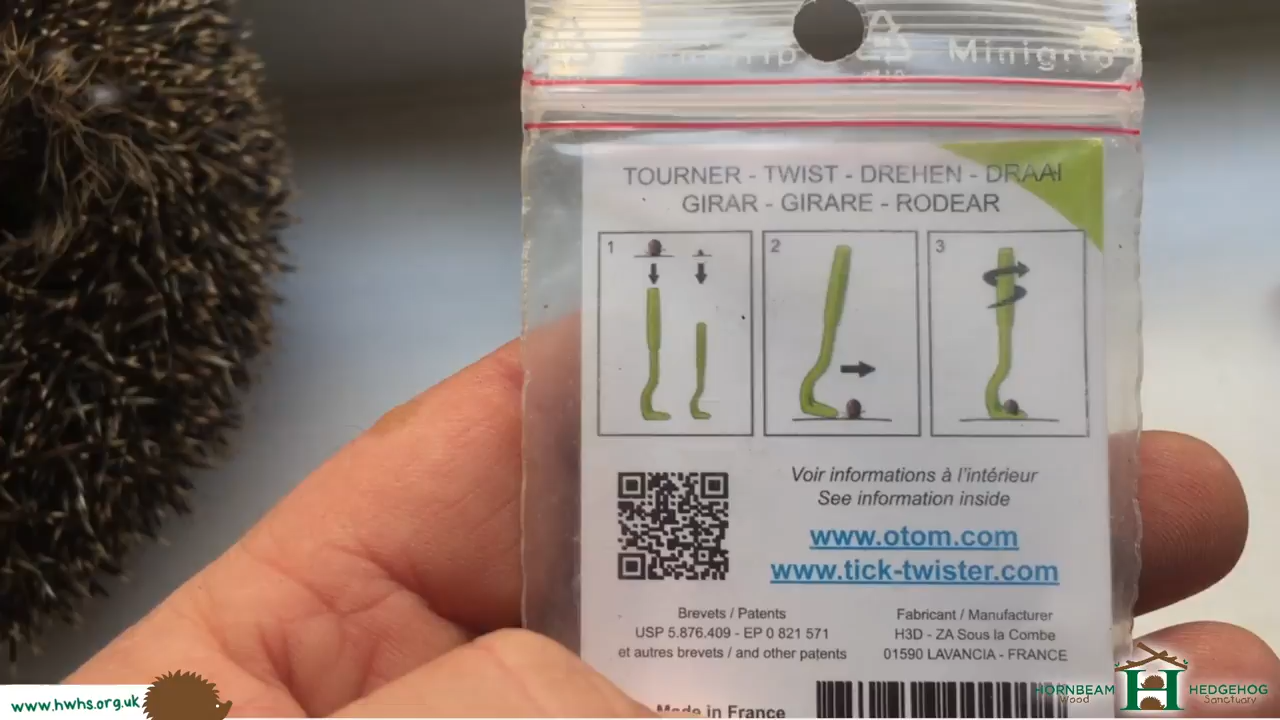 Minigrip
TOURNER - TWIST - DREHEN - DRAAI
GIRAR - GIRARE - RODEAR
1
2
3
Voir informations à l'intérieur
See information inside
www.otom.com
www.tick-twister.com
Brevets / Patents
USP 5.876.409 - EP 0 821 571
et autres brevets / and other patents
Fabricant / Manufacturer
H3D - ZA Sous la Combe
01590 LAVANCIA - FRANCE
Made in France
www.hwhs.org.uk
HORNBEAM
Wood
H
HEDGEHOG
Sanctuary